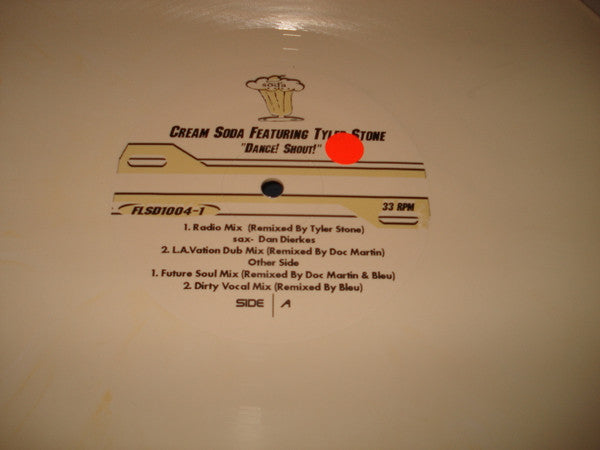 soda
CREAM SODA FEATURING TYLER STONE
"DANCE! SHOUT!"
FLSD1004-1
33 RPM
1. Radio Mix (Remixed By Tyler Stone)
sax- Dan Dierkes
2. L.A.Vation Dub Mix (Remixed By Doc Martin)
Other Side
1. Future Soul Mix (Remixed By Doc Martin & Bleu)
2. Dirty Vocal Mix (Remixed By Bleu)
SIDE A